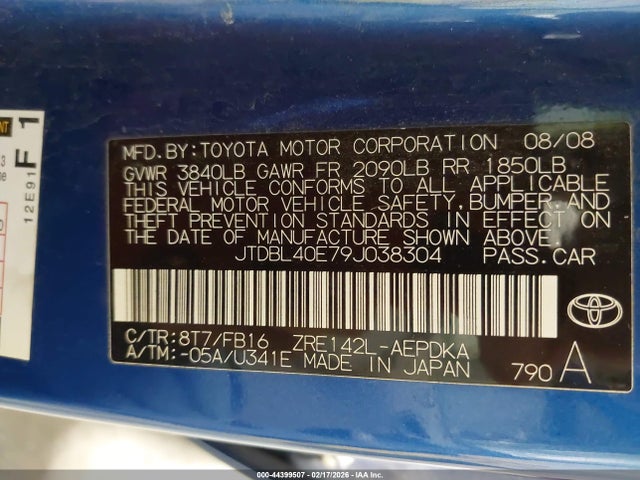 MFD.BY:TOYOTA MOTOR CORPORATION 08/08
GVWR 3840LB GAWR FR 2090LB RR 1850LB
THIS VEHICLE CONFORMS TO ALL APPLICABLE
FEDERAL MOTOR VEHICLE SAFETY,BUMPER,AND
THEFT PREVENTION STANDARDS IN EFFECT ON
THE DATE OF MANUFACTURE SHOWN ABOVE.
JTDBL40E79J038304 PASS.CAR
C/TR:8T7/FB16 ZRE142L-AEPDKA
A/TM:-05A/U341E MADE IN JAPAN 790 A
TOYOTA
F 1
12E91
000-44399507 - 02/17/2026 - IAA Inc.